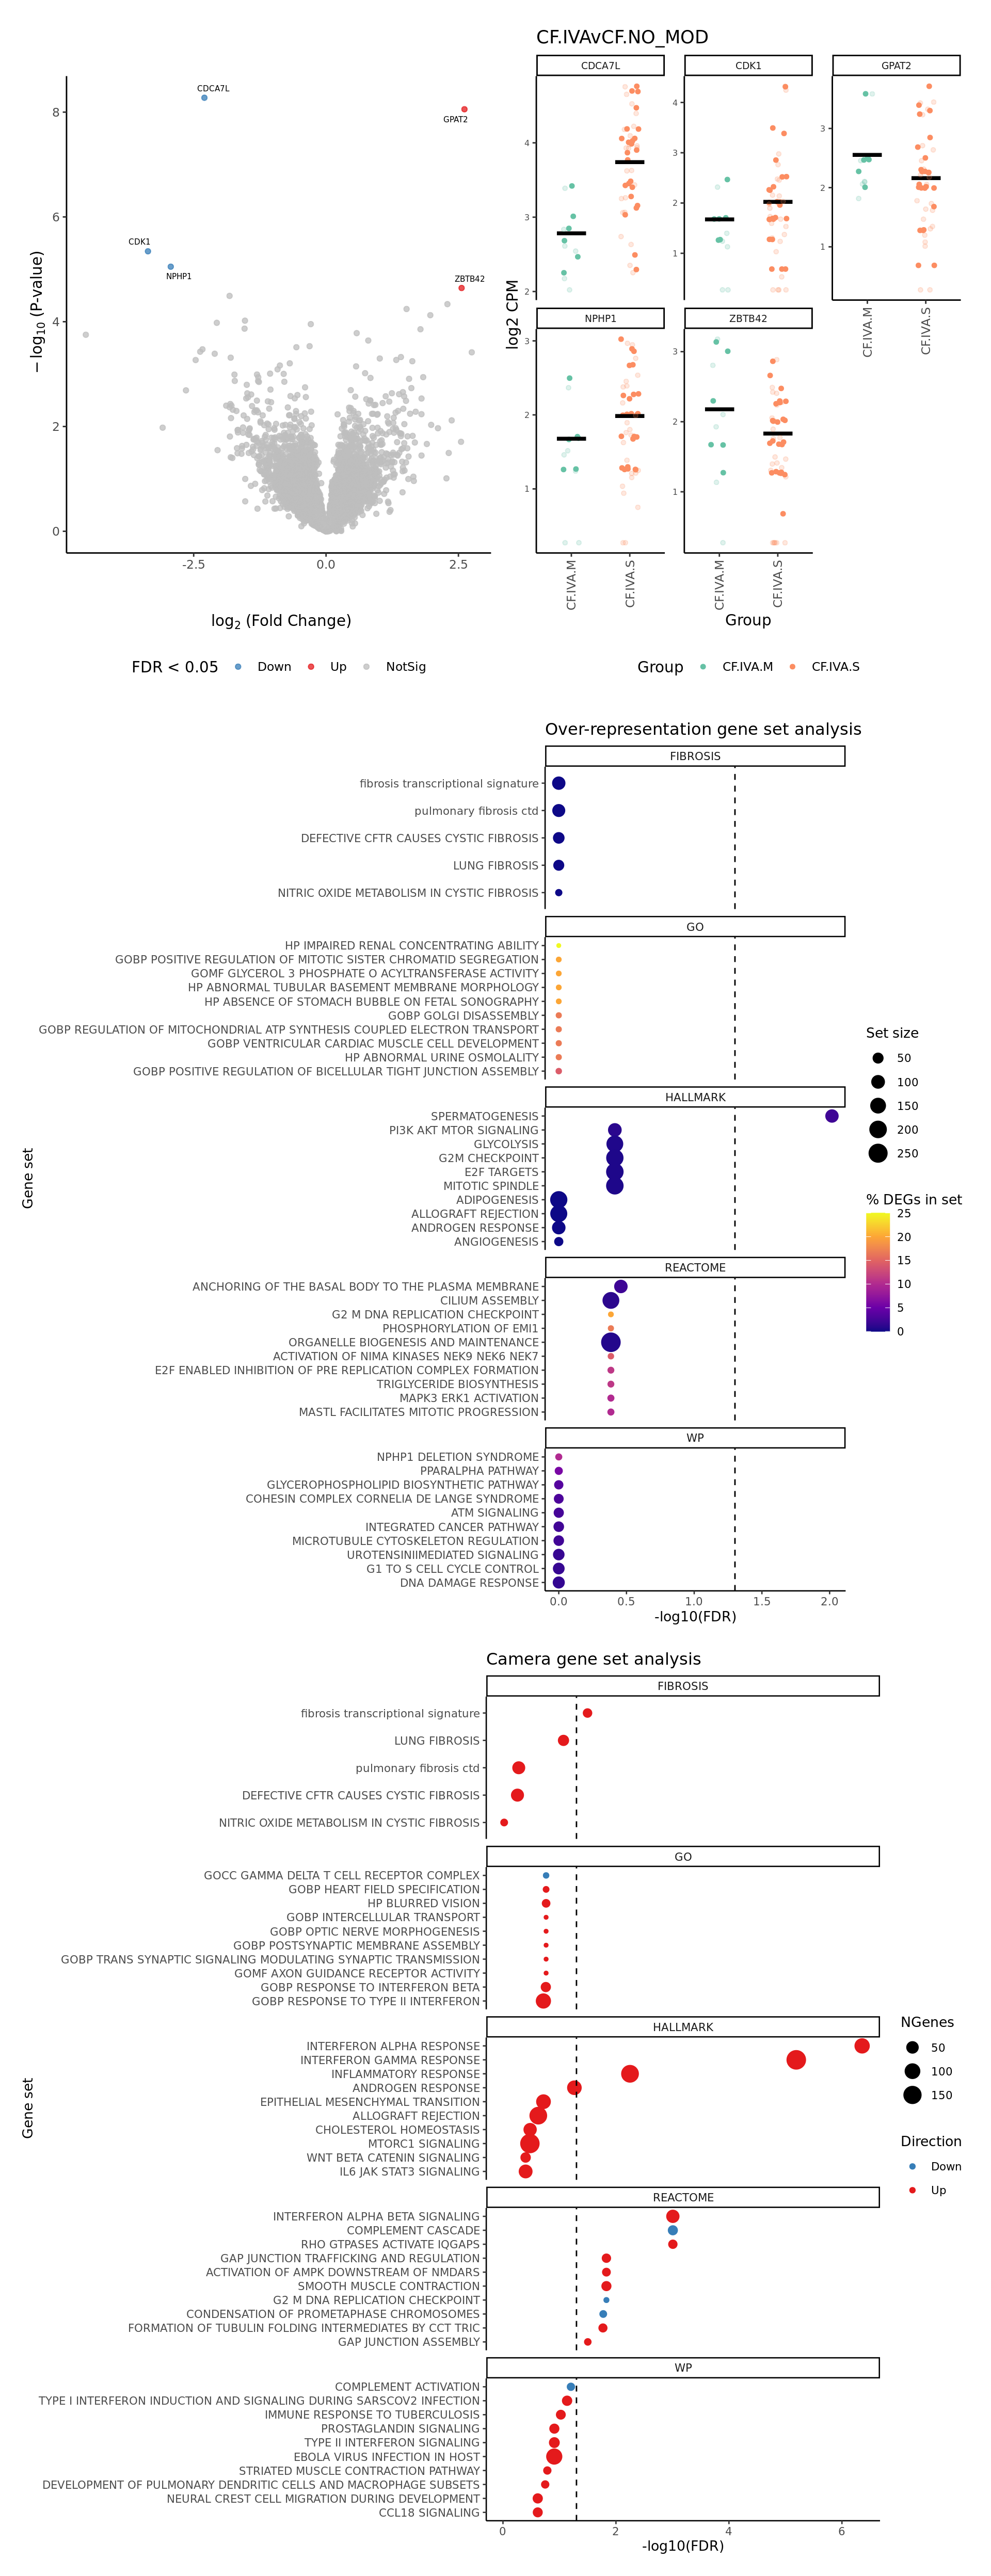 CF.IVAvCF.NO_MOD
CDCA7L
GPAT2
CDK1
NPHP1
ZBTB42
8
6
4
2
0
−log10 (P-value)
-2.5
0.0
2.5
log2 (Fold Change)
FDR < 0.05
Down
Up
NotSig
CDCA7L
CDK1
GPAT2
4
3
2
4
3
2
1
3
2
1
log2 CPM
NPHP1
ZBTB42
CF.IVA.M
CF.IVA.S
3
2
1
3
2
1
CF.IVA.M
CF.IVA.S
CF.IVA.M
CF.IVA.S
Group
Group
CF.IVA.M
CF.IVA.S
Over-representation gene set analysis
FIBROSIS
fibrosis transcriptional signature
pulmonary fibrosis ctd
DEFECTIVE CFTR CAUSES CYSTIC FIBROSIS
LUNG FIBROSIS
NITRIC OXIDE METABOLISM IN CYSTIC FIBROSIS
GO
HP IMPAIRED RENAL CONCENTRATING ABILITY
GOBP POSITIVE REGULATION OF MITOTIC SISTER CHROMATID SEGREGATION
GOMF GLYCEROL 3 PHOSPHATE O ACYLTRANSFERASE ACTIVITY
HP ABNORMAL TUBULAR BASEMENT MEMBRANE MORPHOLOGY
HP ABSENCE OF STOMACH BUBBLE ON FETAL SONOGRAPHY
GOBP GOLGI DISASSEMBLY
GOBP REGULATION OF MITOCHONDRIAL ATP SYNTHESIS COUPLED ELECTRON TRANSPORT
GOBP VENTRICULAR CARDIAC MUSCLE CELL DEVELOPMENT
HP ABNORMAL URINE OSMOLALITY
GOBP POSITIVE REGULATION OF BICELLULAR TIGHT JUNCTION ASSEMBLY
HALLMARK
SPERMATOGENESIS
PI3K AKT MTOR SIGNALING
GLYCOLYSIS
G2M CHECKPOINT
E2F TARGETS
MITOTIC SPINDLE
ADIPOGENESIS
ALLOGRAFT REJECTION
ANDROGEN RESPONSE
ANGIOGENESIS
Gene set
REACTOME
ANCHORING OF THE BASAL BODY TO THE PLASMA MEMBRANE
CILIUM ASSEMBLY
G2 M DNA REPLICATION CHECKPOINT
PHOSPHORYLATION OF EMI1
ORGANELLE BIOGENESIS AND MAINTENANCE
ACTIVATION OF NIMA KINASES NEK9 NEK6 NEK7
E2F ENABLED INHIBITION OF PRE REPLICATION COMPLEX FORMATION
TRIGLYCERIDE BIOSYNTHESIS
MAPK3 ERK1 ACTIVATION
MASTL FACILITATES MITOTIC PROGRESSION
WP
NPHP1 DELETION SYNDROME
PPARALPHA PATHWAY
GLYCEROPHOSPHOLIPID BIOSYNTHETIC PATHWAY
COHESIN COMPLEX CORNELIA DE LANGE SYNDROME
ATM SIGNALING
INTEGRATED CANCER PATHWAY
MICROTUBULE CYTOSKELETON REGULATION
UROTENSINIIMEDIATED SIGNALING
G1 TO S CELL CYCLE CONTROL
DNA DAMAGE RESPONSE
0.0
0.5
1.0
1.5
2.0
-log10(FDR)
Set size
50
100
150
200
250
% DEGs in set
25
20
15
10
5
0
Camera gene set analysis
FIBROSIS
fibrosis transcriptional signature
LUNG FIBROSIS
pulmonary fibrosis ctd
DEFECTIVE CFTR CAUSES CYSTIC FIBROSIS
NITRIC OXIDE METABOLISM IN CYSTIC FIBROSIS
GO
GOCC GAMMA DELTA T CELL RECEPTOR COMPLEX
GOBP HEART FIELD SPECIFICATION
HP BLURRED VISION
GOBP INTERCELLULAR TRANSPORT
GOBP OPTIC NERVE MORPHOGENESIS
GOBP POSTSYNAPTIC MEMBRANE ASSEMBLY
GOBP TRANS SYNAPTIC SIGNALING MODULATING SYNAPTIC TRANSMISSION
GOMF AXON GUIDANCE RECEPTOR ACTIVITY
GOBP RESPONSE TO INTERFERON BETA
GOBP RESPONSE TO TYPE II INTERFERON
HALLMARK
INTERFERON ALPHA RESPONSE
INTERFERON GAMMA RESPONSE
INFLAMMATORY RESPONSE
ANDROGEN RESPONSE
EPITHELIAL MESENCHYMAL TRANSITION
ALLOGRAFT REJECTION
CHOLESTEROL HOMEOSTASIS
MTORC1 SIGNALING
WNT BETA CATENIN SIGNALING
IL6 JAK STAT3 SIGNALING
Gene set
REACTOME
INTERFERON ALPHA BETA SIGNALING
COMPLEMENT CASCADE
RHO GTPASES ACTIVATE IQGAPS
GAP JUNCTION TRAFFICKING AND REGULATION
ACTIVATION OF AMPK DOWNSTREAM OF NMDARS
SMOOTH MUSCLE CONTRACTION
G2 M DNA REPLICATION CHECKPOINT
CONDENSATION OF PROMETAPHASE CHROMOSOMES
FORMATION OF TUBULIN FOLDING INTERMEDIATES BY CCT TRIC
GAP JUNCTION ASSEMBLY
WP
COMPLEMENT ACTIVATION
TYPE I INTERFERON INDUCTION AND SIGNALING DURING SARSCOV2 INFECTION
IMMUNE RESPONSE TO TUBERCULOSIS
PROSTAGLANDIN SIGNALING
TYPE II INTERFERON SIGNALING
EBOLA VIRUS INFECTION IN HOST
STRIATED MUSCLE CONTRACTION PATHWAY
DEVELOPMENT OF PULMONARY DENDRITIC CELLS AND MACROPHAGE SUBSETS
NEURAL CREST CELL MIGRATION DURING DEVELOPMENT
CCL18 SIGNALING
0
2
4
6
-log10(FDR)
NGenes
50
100
150
Direction
Down
Up